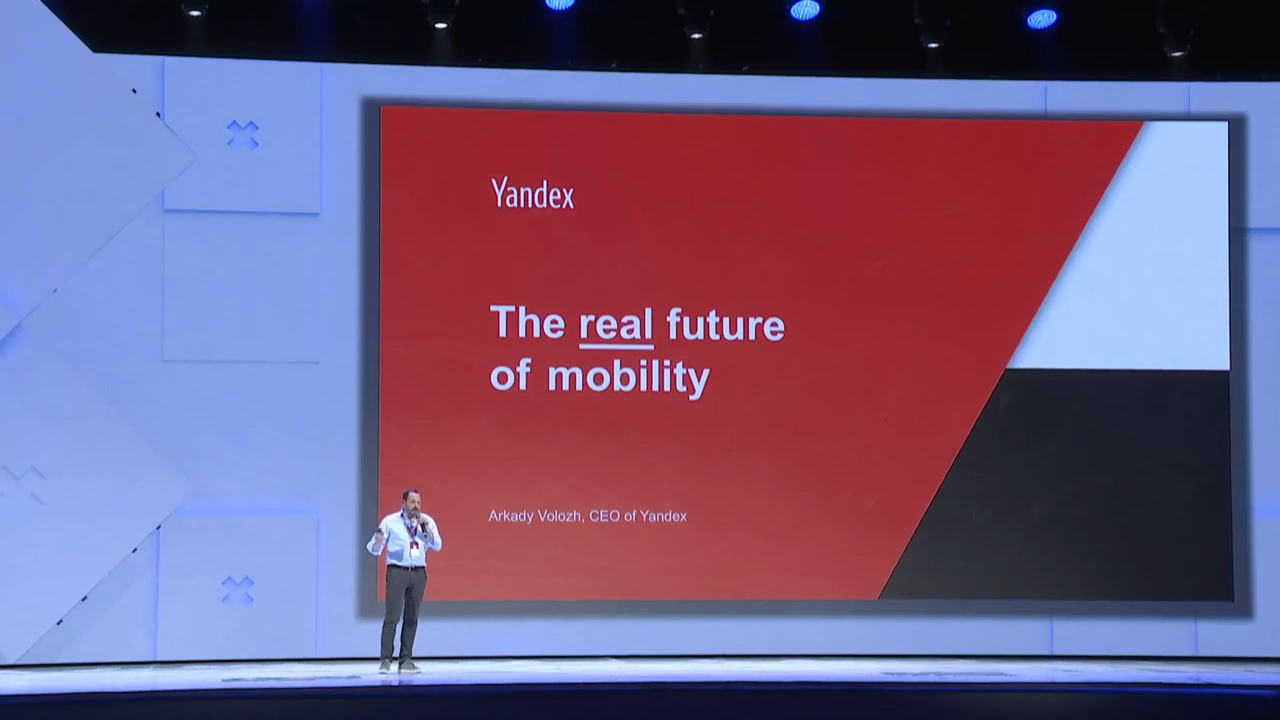 Yandex
The real future
of mobility
Arkady Volozh, CEO of Yandex